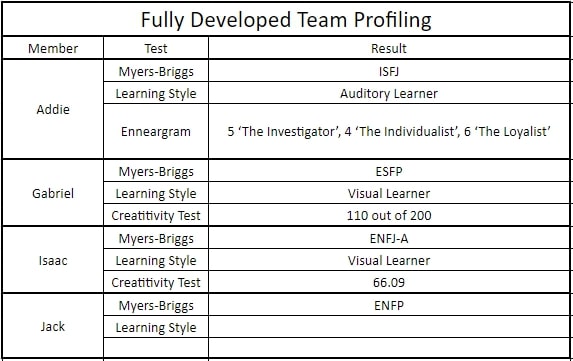 Fully Developed Team Profiling
Member Test Result
Addie
Myers-Briggs ISFJ
Learning Style Auditory Learner
Enneargram 5 ‘The Investigator’, 4 ‘The Individualist’, 6 ‘The Loyalist’
Gabriel
Myers-Briggs ESFP
Learning Style Visual Learner
Creatitivity Test 110 out of 200
Isaac
Myers-Briggs ENFJ-A
Learning Style Visual Learner
Creatitivity Test 66.09
Jack
Myers-Briggs ENFP
Learning Style